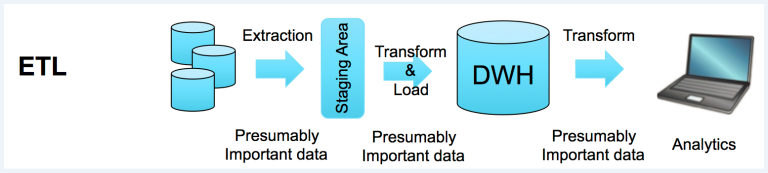 ETL
Extraction
Staging Area
Transform
&
Load
DWH
Transform
Presumably
Important data
Presumably
Important data
Presumably
Important data
Analytics